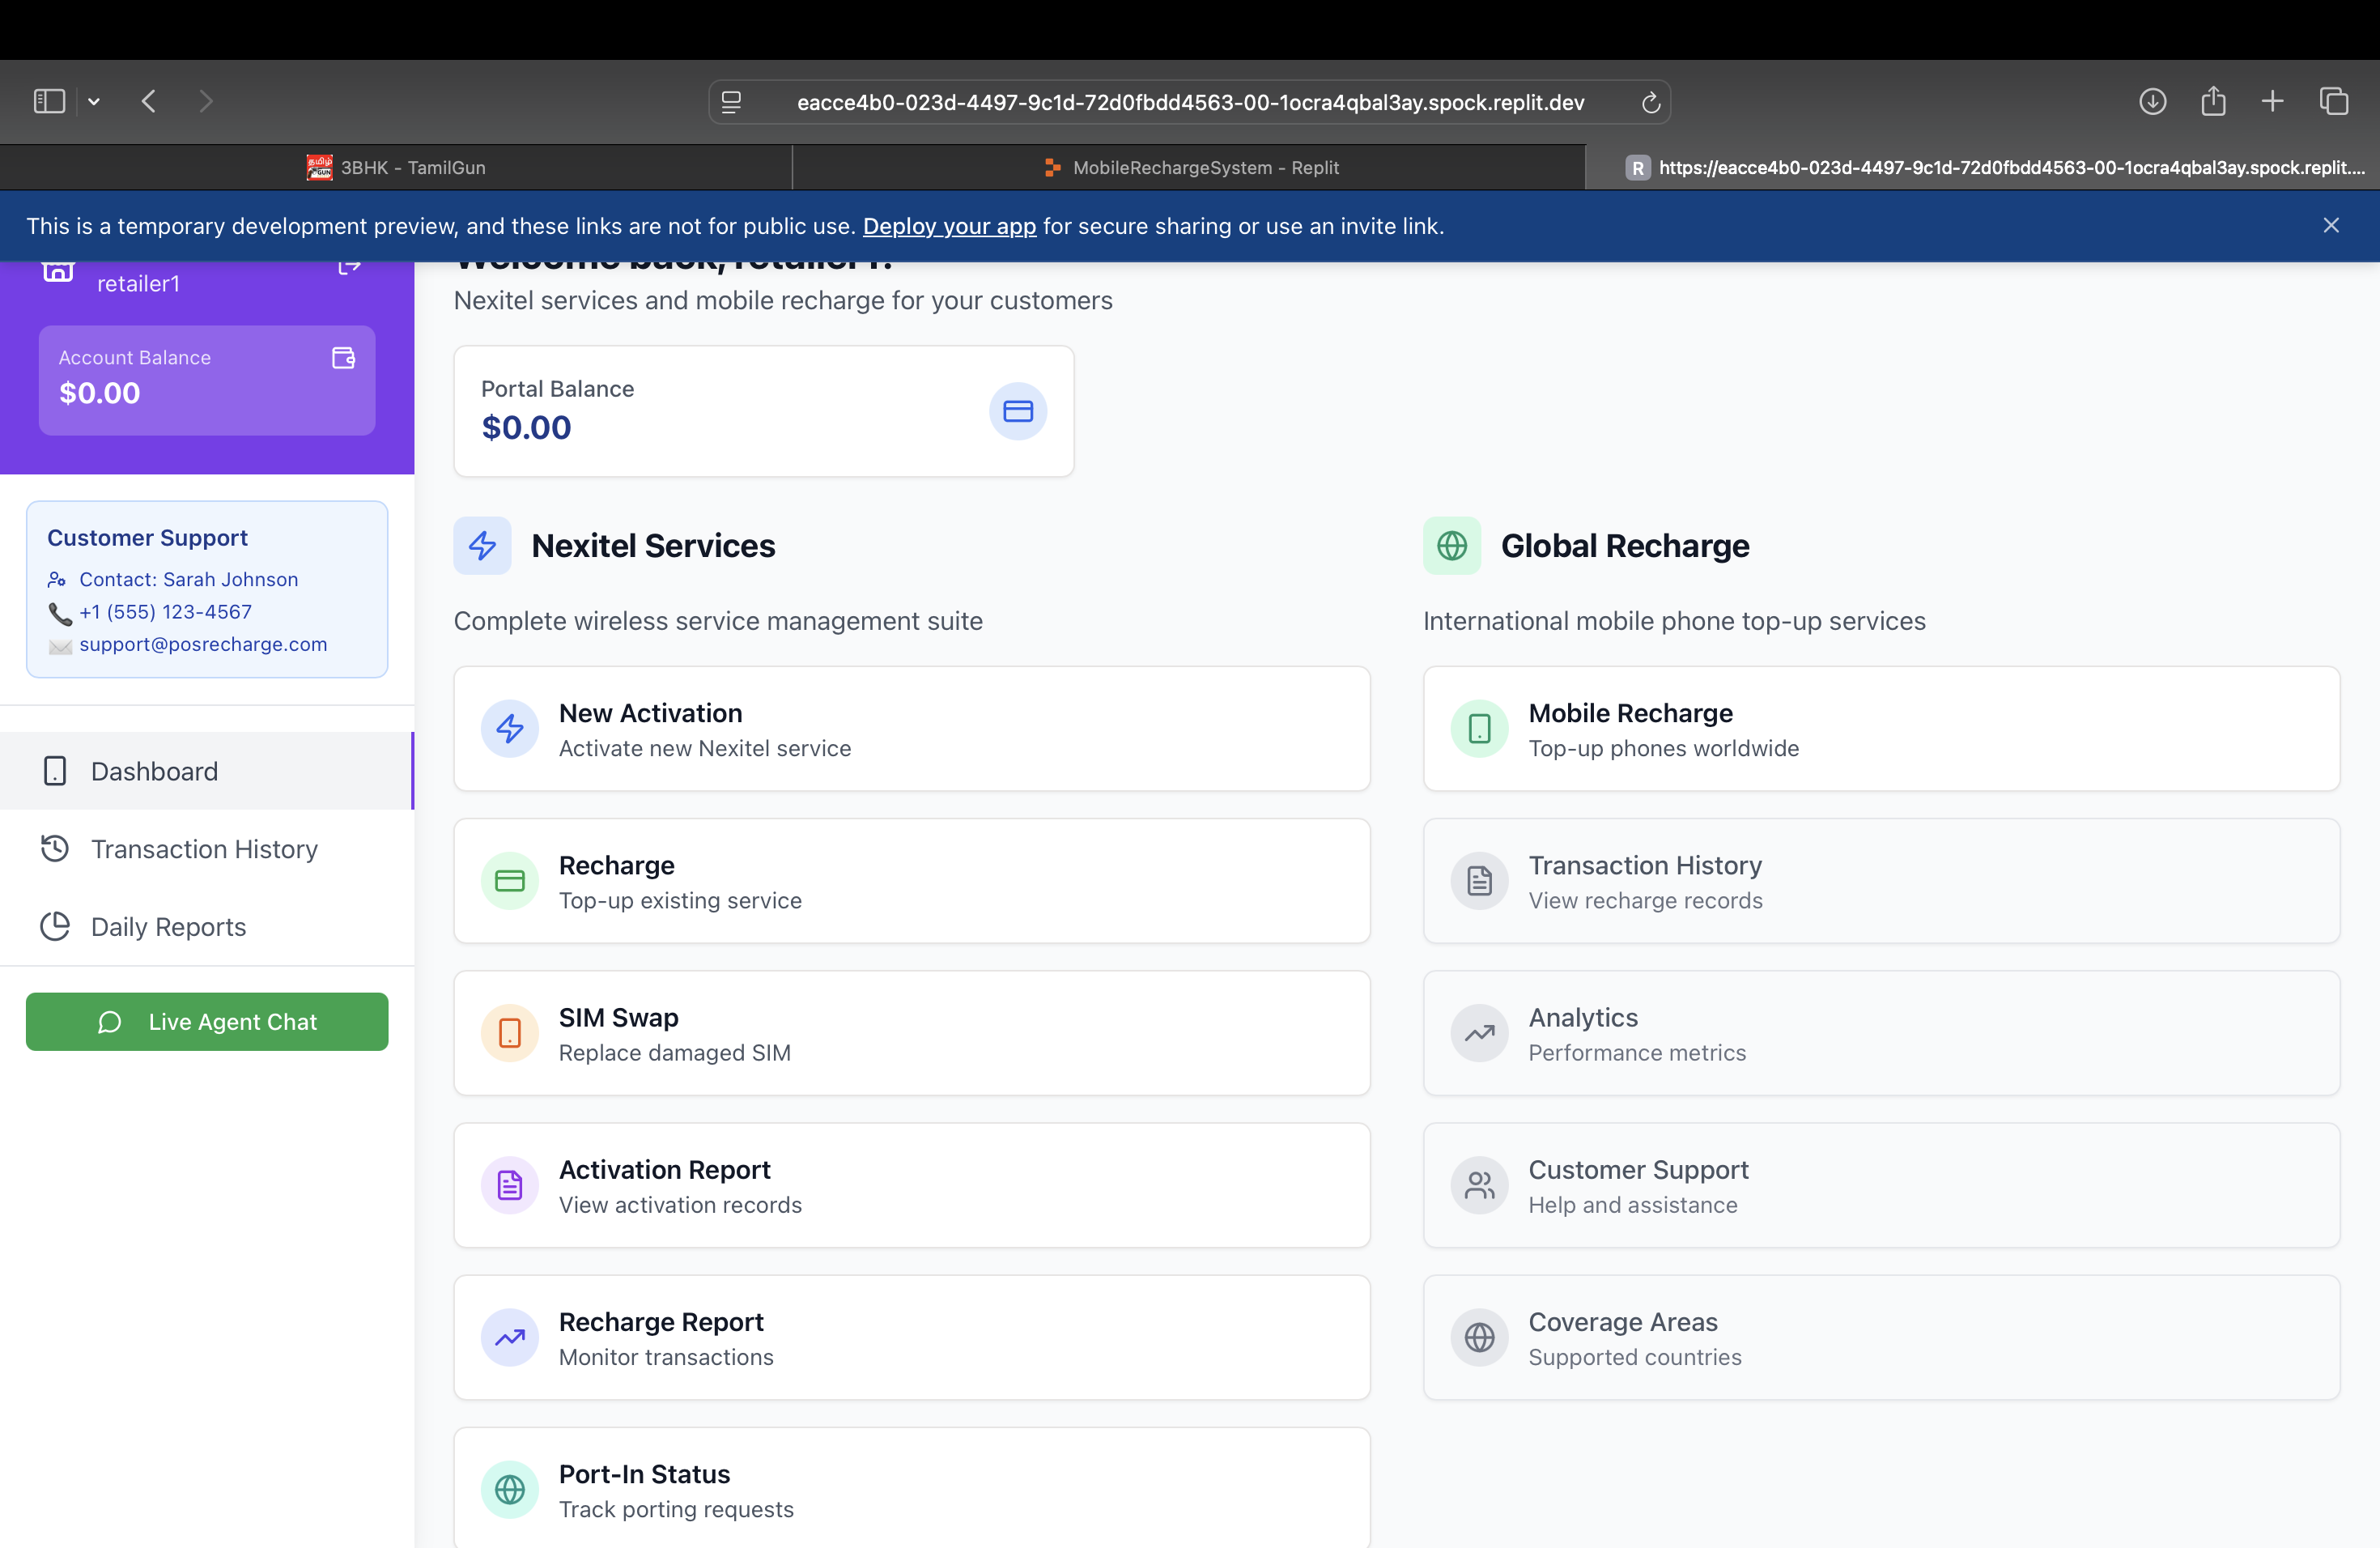 eacce4b0-023d-4497-9c1d-72d0fbdd4563-00-1ocra4qbal3ay.spock.replit.dev
தமிழ்
GUN
3BHK - TamilGun
MobileRechargeSystem - Replit
R
https://eacce4b0-023d-4497-9c1d-72d0fbdd4563-00-1ocra4qbal3ay.spock.replit....
This is a temporary development preview, and these links are not for public use. Deploy your app for secure sharing or use an invite link.
retailer1
Account Balance
$0.00
Customer Support
Contact: Sarah Johnson
+1 (555) 123-4567
support@posrecharge.com
Dashboard
Transaction History
Daily Reports
Live Agent Chat
Welcome back, retailer1!
Nexitel services and mobile recharge for your customers
Portal Balance
$0.00
Nexitel Services
Complete wireless service management suite
New Activation
Activate new Nexitel service
Recharge
Top-up existing service
SIM Swap
Replace damaged SIM
Activation Report
View activation records
Recharge Report
Monitor transactions
Port-In Status
Track porting requests
Global Recharge
International mobile phone top-up services
Mobile Recharge
Top-up phones worldwide
Transaction History
View recharge records
Analytics
Performance metrics
Customer Support
Help and assistance
Coverage Areas
Supported countries